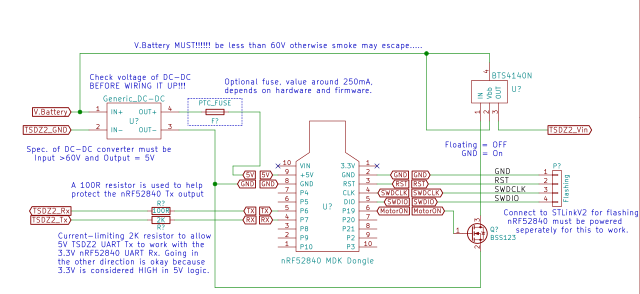 V.Battery MUST!!!!!! be less than 60V otherwise smoke may escape.....
Check voltage of DC-DC
BEFORE WIRING IT UP!!!
Generic_DC-DC
V.Battery
TSDZ2_GND
1
2
IN+
IN-
U?
OUT+
OUT-
4
3
Spec. of DC-DC converter must be
Input >60V and Output = 5V
Optional fuse, value around 250mA,
depends on hardware and firmware.
PTC_FUSE
F?
4
BTS4140N
IN
Vbb
OUT
U?
1
2
3
TSDZ2_Vin
Floating = OFF
GND = On
A 100R resistor is used to help
protect the nRF52840 Tx output
TSDZ2_Rx
TSDZ2_Tx
R?
100R
2K
R?
Current-limiting 2K resistor to allow
5V TSDZ2 UART Tx to work with the
3.3V nRF52840 UART Rx. Going in
the other direction is okay because
3.3V is considered HIGH in 5V logic.
5V
5V
GND
GND
TX
TX
RX
RX
10
VIN
9
+5V
8
GND
7
P5
6
P4
5
P6
4
P7
3
P8
2
P9
1
P10
U?
3.3V
1
GND
2
RST
3
CLK
4
DIO
5
P19
6
P20
7
P21
8
P2
9
P3
10
nRF52840 MDK Dongle
GND
GND
GND
RST
RST
RST
SWDCLK
SWDCLK
SWDCLK
SWDIO
SWDIO
SWDIO
MotorON
MotorON
P?
1
2
3
4
Flashing
Connect to STLinkV2 for flashing
nRF52840 must be powered
seperately for this to work.
1
3
2
Q?
BSS123